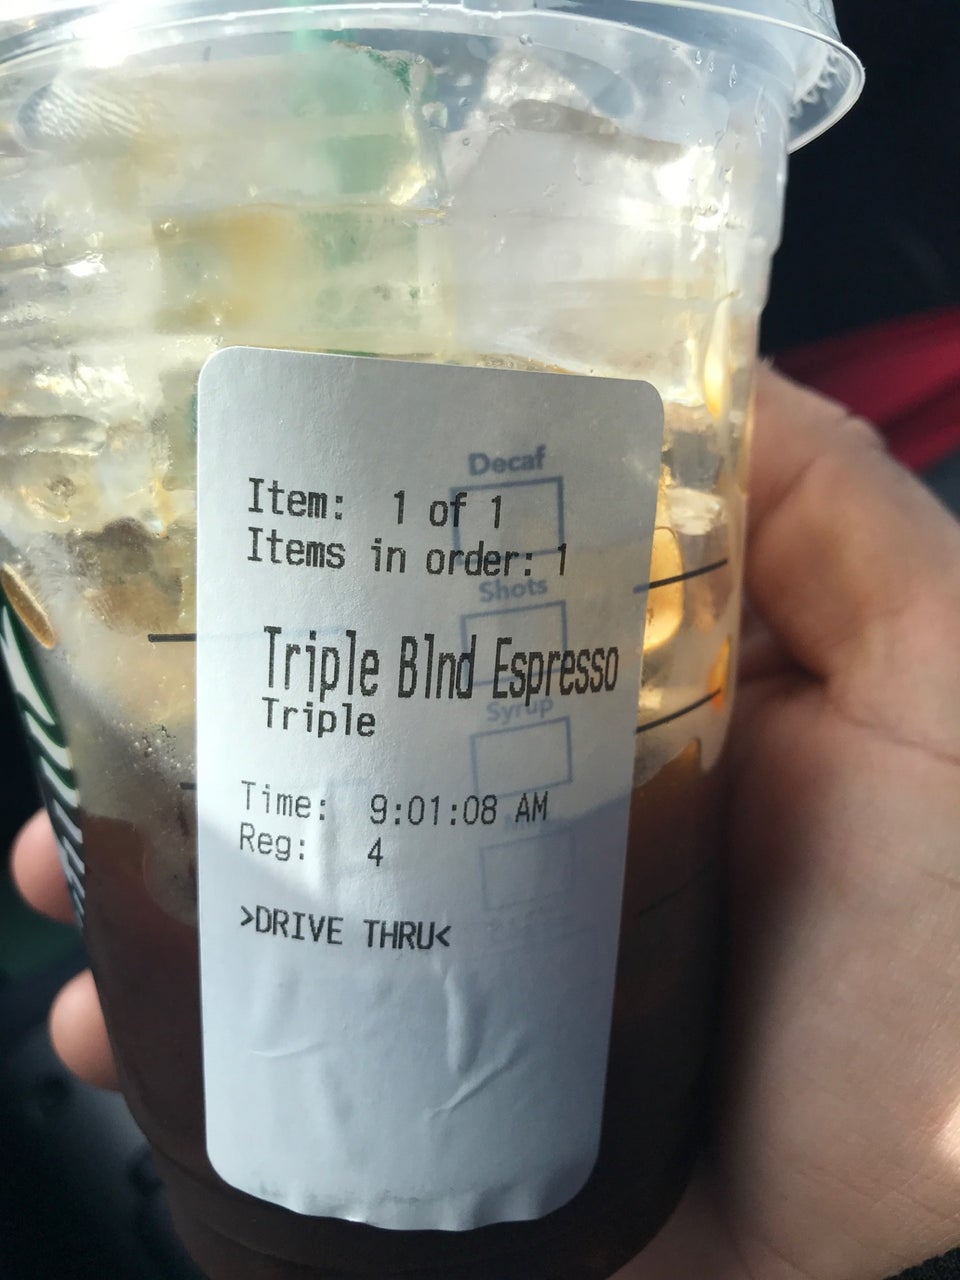 Decaf
Item: 1 of 1
Items in order: 1
Shots
Triple Blnd Espresso
Triple
Syrup
Time: 9:01:08 AM
Reg: 4
>DRIVE THRU<